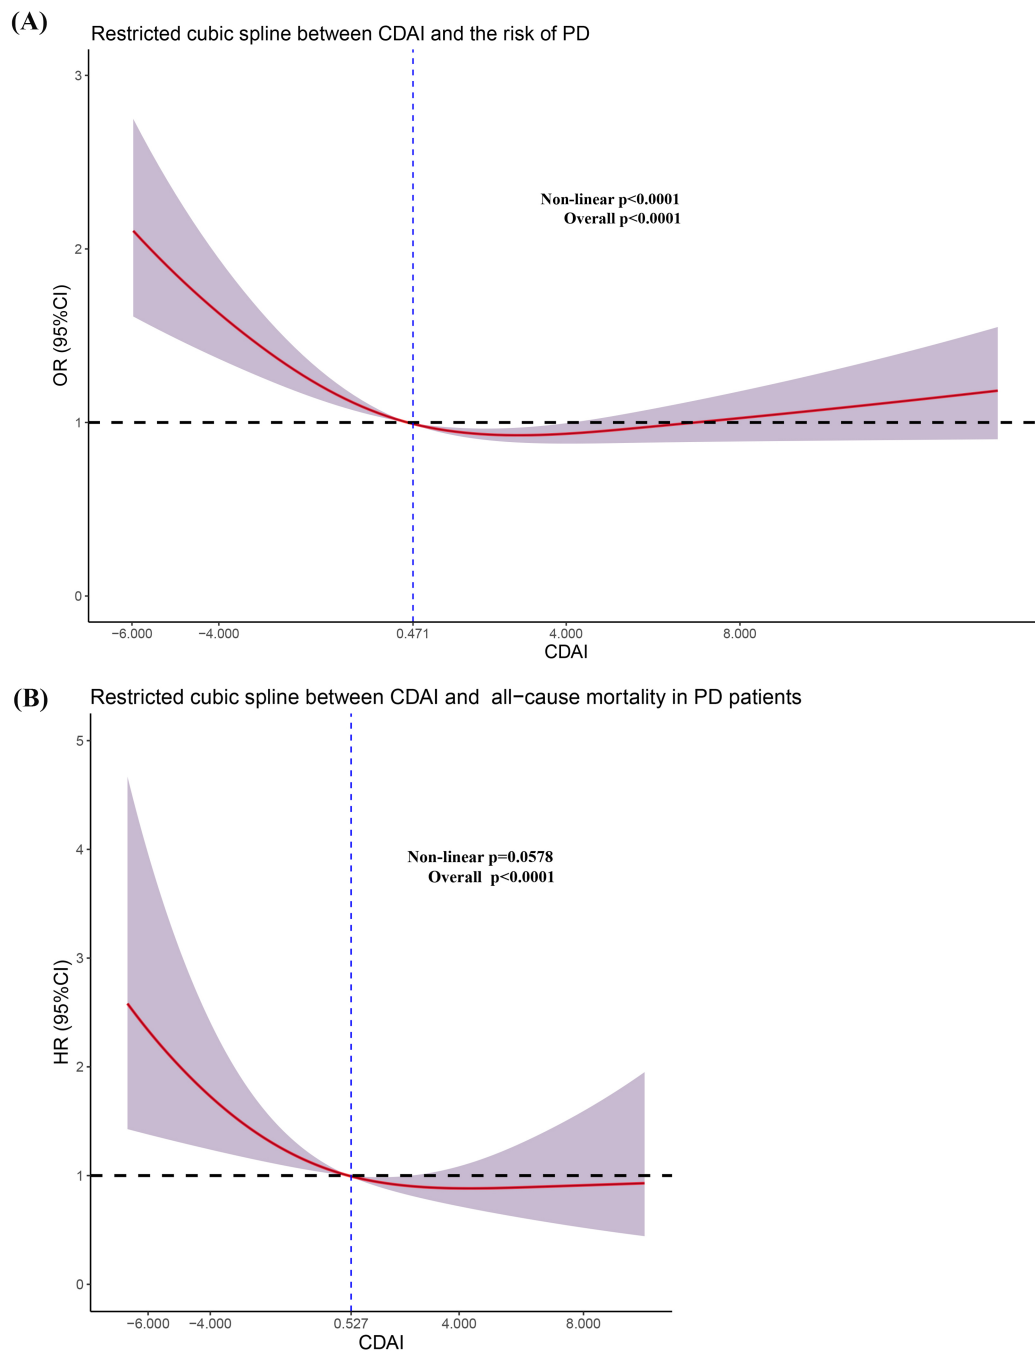 (A)
Restricted cubic spline between CDAI and the risk of PD
3
2
1
0
OR (95%CI)
Non-linear p<0.0001
Overall p<0.0001
−6.000 −4.000 0.471 4.000 8.000
CDAI
(B)
Restricted cubic spline between CDAI and all−cause mortality in PD patients
5
4
3
2
1
0
HR (95%CI)
Non-linear p=0.0578
Overall p<0.0001
−6.000 −4.000 0.527 4.000 8.000
CDAI